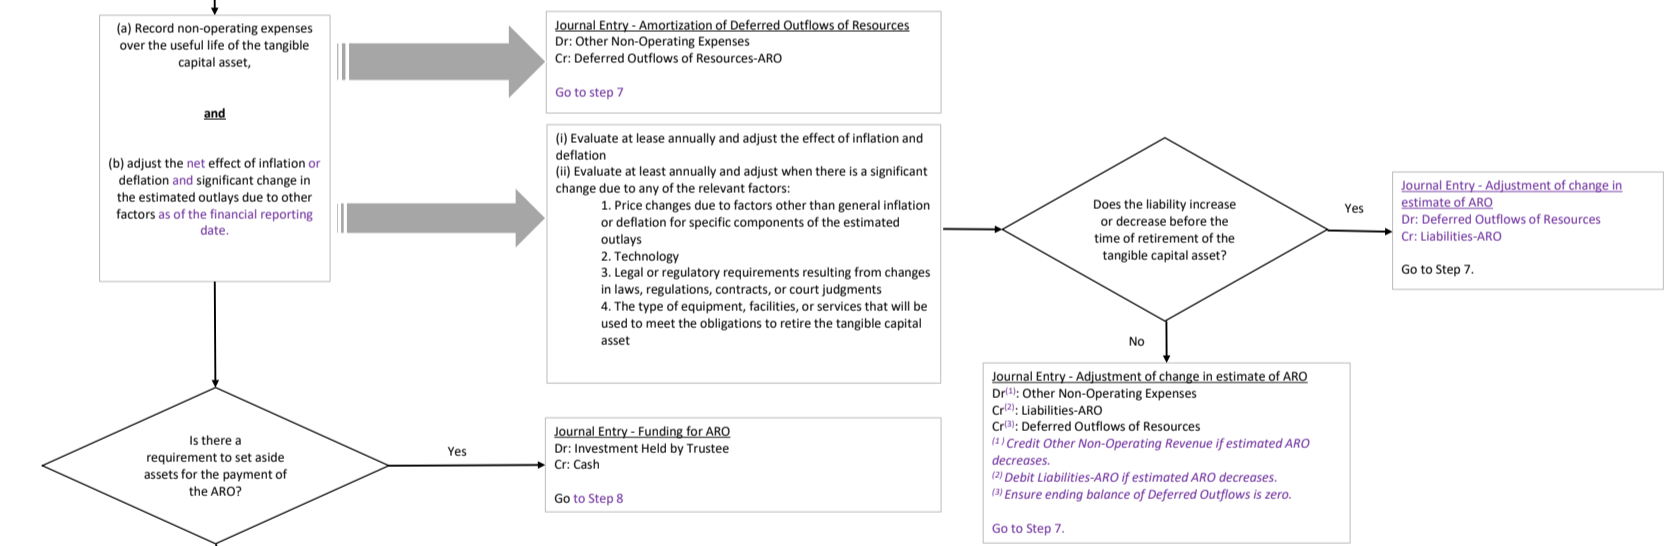 (a) Record non-operating expenses
over the useful life of the tangible
capital asset,
and
(b) adjust the net effect of inflation or
deflation and significant change in
the estimated outlays due to other
factors as of the financial reporting
date.
Journal Entry - Amortization of Deferred Outflows of Resources
Dr: Other Non-Operating Expenses
Cr: Deferred Outflows of Resources-ARO
Go to step 7
(i) Evaluate at lease annually and adjust the effect of inflation and
deflation
(ii) Evaluate at least annually and adjust when there is a significant
change due to any of the relevant factors:
1. Price changes due to factors other than general inflation
or deflation for specific components of the estimated
outlays
2. Technology
3. Legal or regulatory requirements resulting from changes
in laws, regulations, contracts, or court judgments
4. The type of equipment, facilities, or services that will be
used to meet the obligations to retire the tangible capital
asset
Does the liability increase
or decrease before the
time of retirement of the
tangible capital asset?
Yes
Journal Entry - Adjustment of change in
estimate of ARO
Dr: Deferred Outflows of Resources
Cr: Liabilities-ARO
Go to Step 7.
No
Journal Entry - Adjustment of change in estimate of ARO
Dr(1): Other Non-Operating Expenses
Cr(2): Liabilities-ARO
Cr(3): Deferred Outflows of Resources
(1) Credit Other Non-Operating Revenue if estimated ARO
decreases.
(2) Debit Liabilities-ARO if estimated ARO decreases.
(3) Ensure ending balance of Deferred Outflows is zero.
Go to Step 7.
Is there a
requirement to set aside
assets for the payment of
the ARO?
Yes
Journal Entry - Funding for ARO
Dr: Investment Held by Trustee
Cr: Cash
Go to Step 8